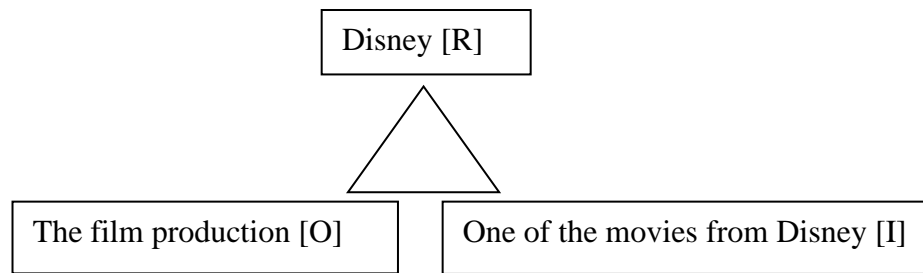 Disney [R]
The film production [O]
One of the movies from Disney [I]